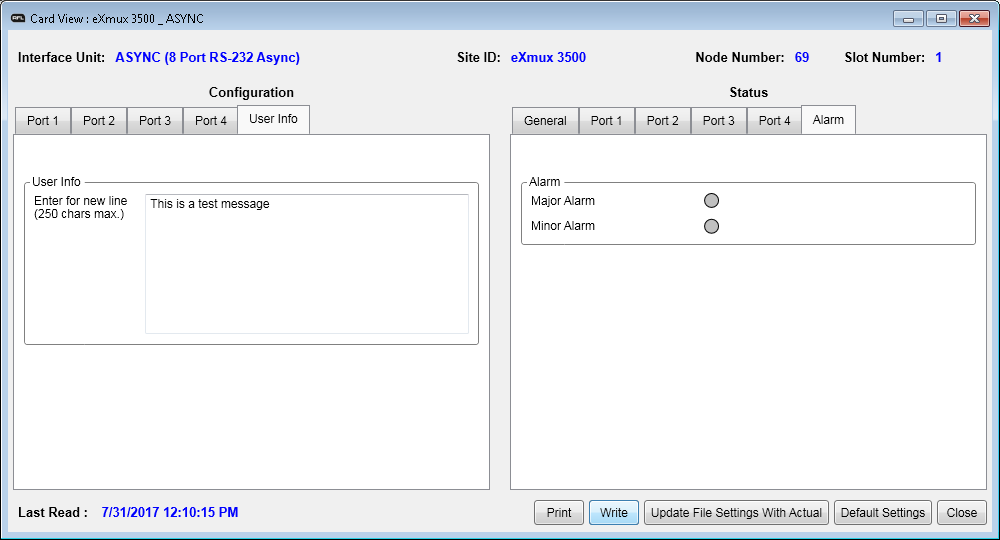 RFL Card View : eXmux 3500 _ ASYNC
Interface Unit: ASYNC (8 Port RS-232 Async) Site ID: eXmux 3500 Node Number: 69 Slot Number: 1
Configuration
Status
Port 1 Port 2 Port 3 Port 4 User Info
General Port 1 Port 2 Port 3 Port 4 Alarm
User Info
Enter for new line
(250 chars max.)
This is a test message
Alarm
Major Alarm
Minor Alarm
Last Read : 7/31/2017 12:10:15 PM
Print Write Update File Settings With Actual Default Settings Close